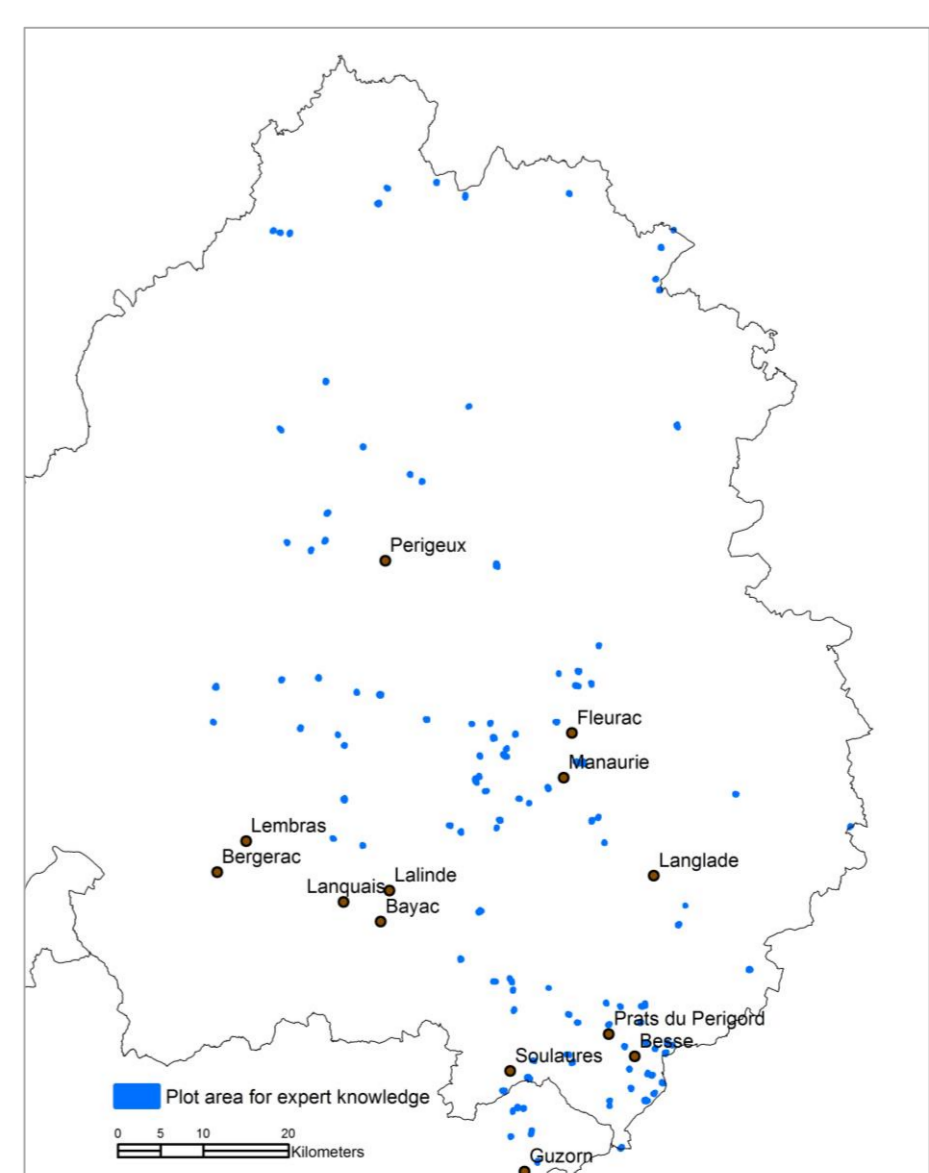 Perigeux
Fleurac
Manaurie
Lembras
Bergerac
Langlade
Lalinde
Lanquais
Bayac
Prats du Perigord
Besse
Soulaures
Plot area for expert knowledge
0 5 10 20
Kilometers
Guzorn